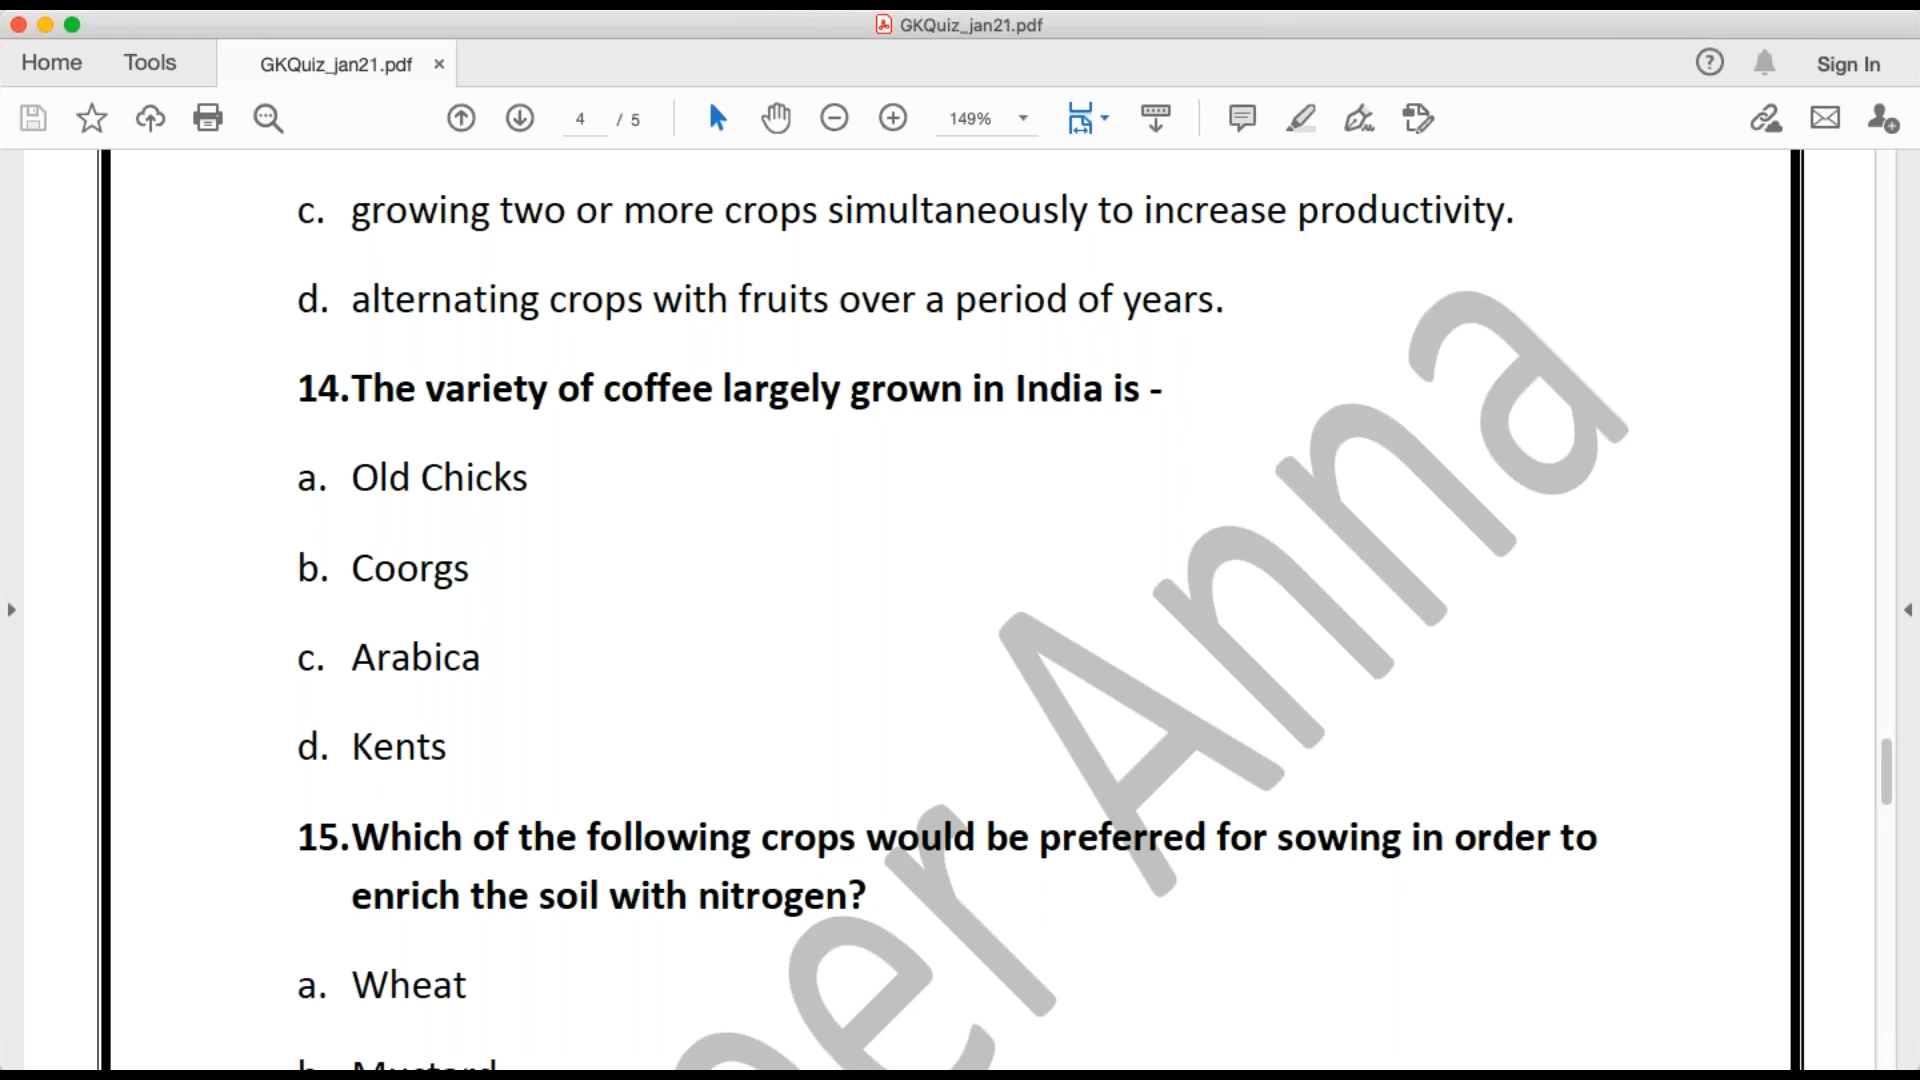 GKQuiz_jan21.pdf
Home Tools GKQuiz_jan21.pdf × Sign In
4 / 5 149%
c. growing two or more crops simultaneously to increase productivity.
d. alternating crops with fruits over a period of years.
14.The variety of coffee largely grown in India is -
a. Old Chicks
b. Coorgs
c. Arabica
d. Kents
15.Which of the following crops would be preferred for sowing in order to
enrich the soil with nitrogen?
a. Wheat
b. Mustard
er Anna